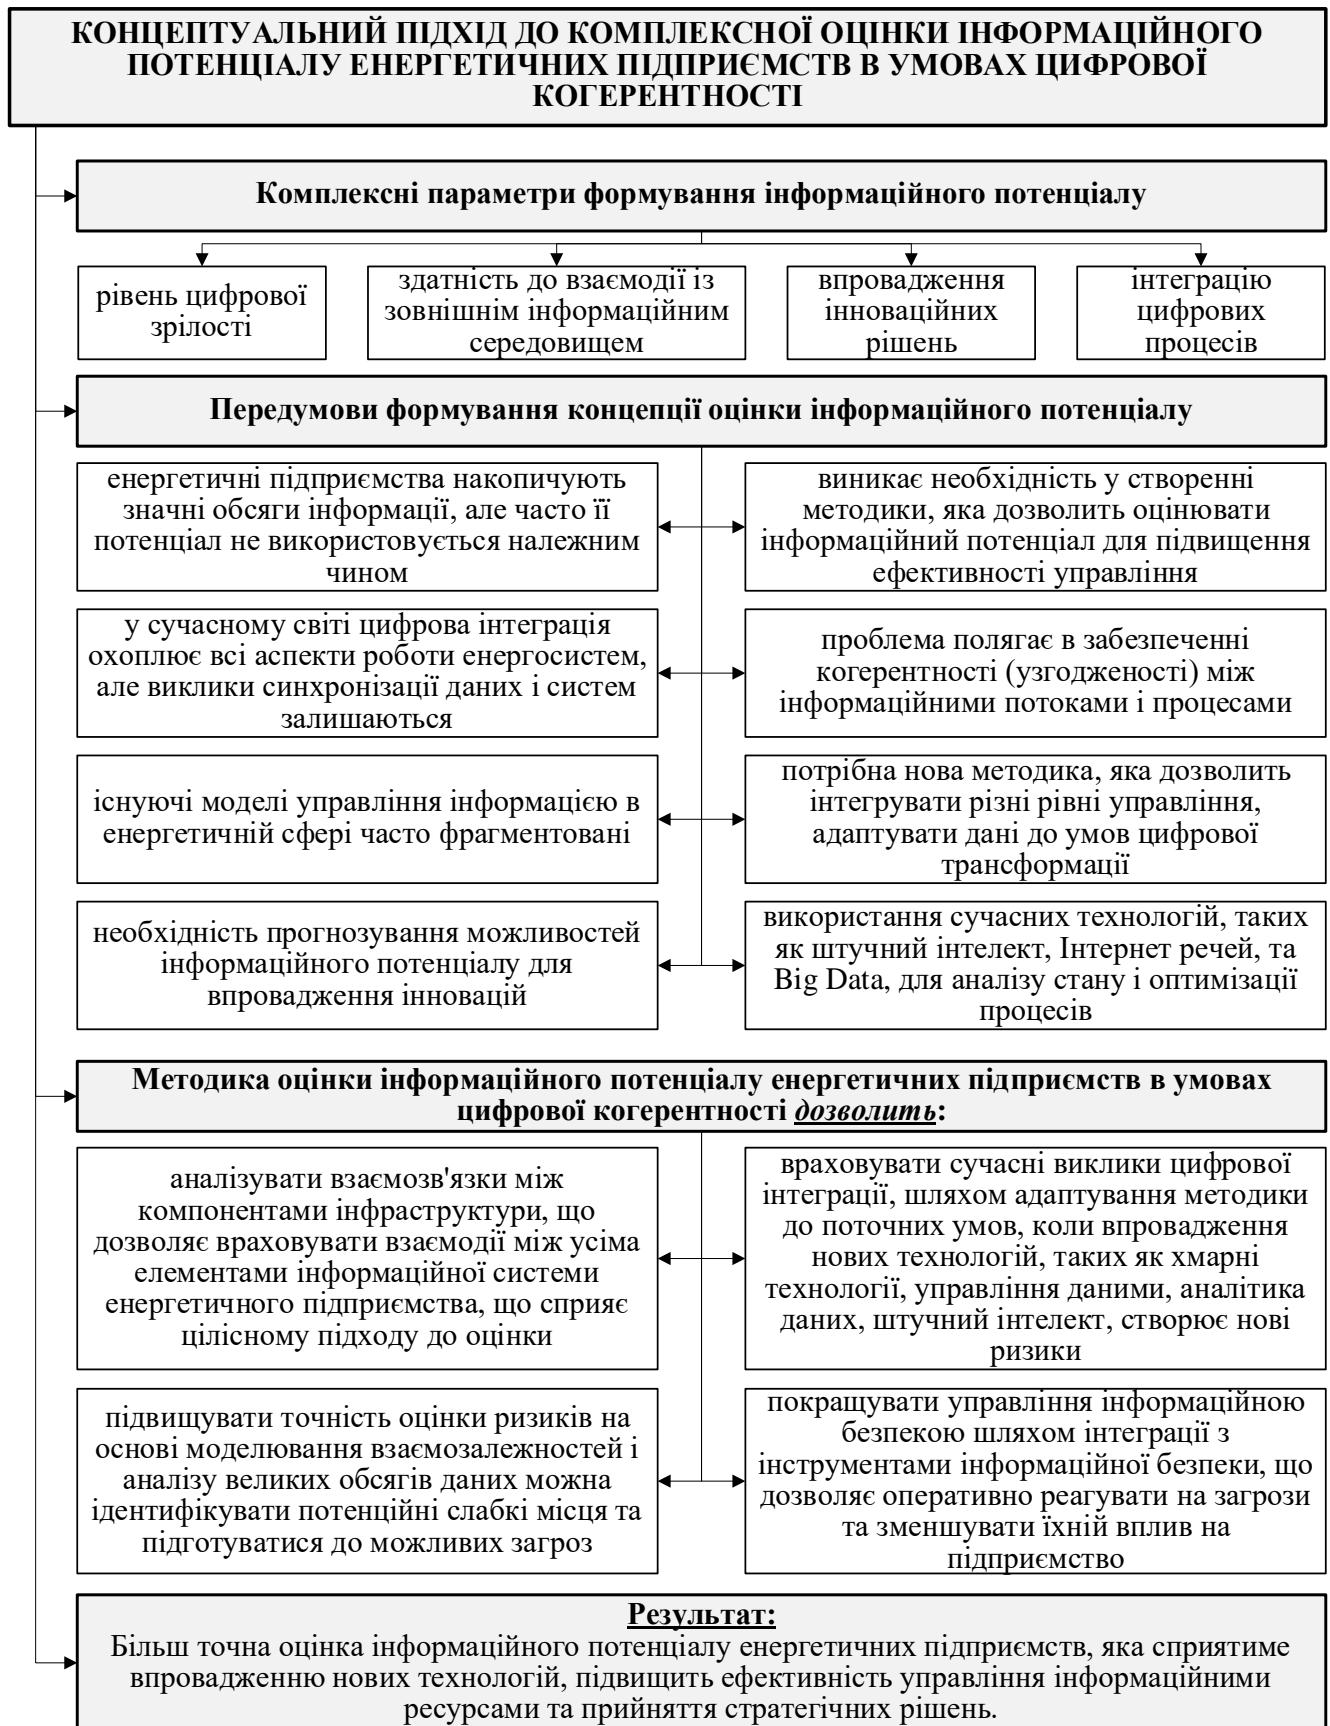 КОНЦЕПТУАЛЬНИЙ ПІДХІД ДО КОМПЛЕКСНОЇ ОЦІНКИ ІНФОРМАЦІЙНОГО
ПОТЕНЦІАЛУ ЕНЕРГЕТИЧНИХ ПІДПРИЄМСТВ В УМОВАХ ЦИФРОВОЇ
КОГЕРЕНТНОСТІ
Комплексні параметри формування інформаційного потенціалу
рівень цифрової
зрілості
здатність до взаємодії із
зовнішнім інформаційним
середовищем
впровадження
інноваційних
рішень
інтеграцію
цифрових
процесів
Передумови формування концепції оцінки інформаційного потенціалу
енергетичні підприємства накопичують
значні обсяги інформації, але часто її
потенціал не використовується належним
чином
виникає необхідність у створенні
методики, яка дозволить оцінювати
інформаційний потенціал для підвищення
ефективності управління
у сучасному світі цифрова інтеграція
охоплює всі аспекти роботи енергосистем,
але виклики синхронізації даних і систем
залишаються
проблема полягає в забезпеченні
когерентності (узгодженості) між
інформаційними потоками і процесами
існуючі моделі управління інформацією в
енергетичній сфері часто фрагментовані
потрібна нова методика, яка дозволить
інтегрувати різні рівні управління,
адаптувати дані до умов цифрової
трансформації
необхідність прогнозування можливостей
інформаційного потенціалу для
впровадження інновацій
використання сучасних технологій, таких
як штучний інтелект, Інтернет речей, та
Big Data, для аналізу стану і оптимізації
процесів
Методика оцінки інформаційного потенціалу енергетичних підприємств в умовах
цифрової когерентності дозволить:
аналізувати взаємозв'язки між
компонентами інфраструктури, що
дозволяє враховувати взаємодії між усіма
елементами інформаційної системи
енергетичного підприємства, що сприяє
цілісному підходу до оцінки
враховувати сучасні виклики цифрової
інтеграції, шляхом адаптування методики
до поточних умов, коли впровадження
нових технологій, таких як хмарні
технології, управління даними, аналітика
даних, штучний інтелект, створює нові
ризики
підвищувати точність оцінки ризиків на
основі моделювання взаємозалежностей і
аналізу великих обсягів даних можна
ідентифікувати потенційні слабкі місця та
підготуватися до можливих загроз
покращувати управління інформаційною
безпекою шляхом інтеграції з
інструментами інформаційної безпеки, що
дозволяє оперативно реагувати на загрози
та зменшувати їхній вплив на
підприємство
Результат:
Більш точна оцінка інформаційного потенціалу енергетичних підприємств, яка сприятиме
впровадженню нових технологій, підвищить ефективність управління інформаційними
ресурсами та прийняття стратегічних рішень.